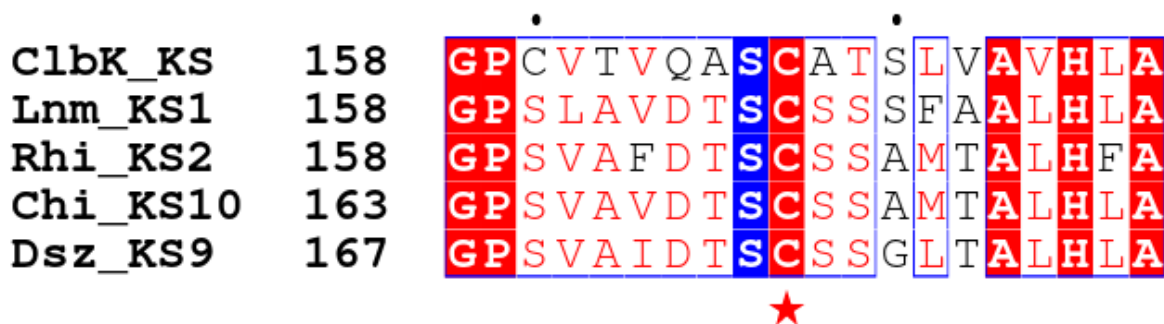 ClbK_KS 158 GPCVTVQASCATSLVAVHLA
Lnm_KS1 158 GPSLAVDTSCSSSFAALHLA
Rhi_KS2 158 GPSVAFDTSCSSAMTALHFA
Chi_KS10 163 GPSVAVDTSCSSAMTALHLA
Dsz_KS9 167 GPSVAIDTSCSSGLTALHLA